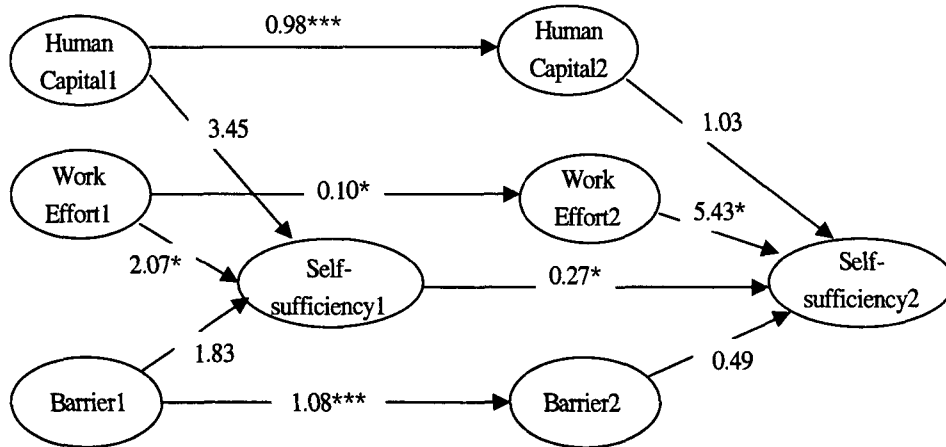 0.98***
Human
Capital1
Human
Capital2
3.45
1.03
Work
Effort1
0.10*
Work
Effort2
5.43*
2.07*
Self-
sufficiency1
0.27*
Self-
sufficiency2
1.83
0.49
Barrier1
1.08***
Barrier2